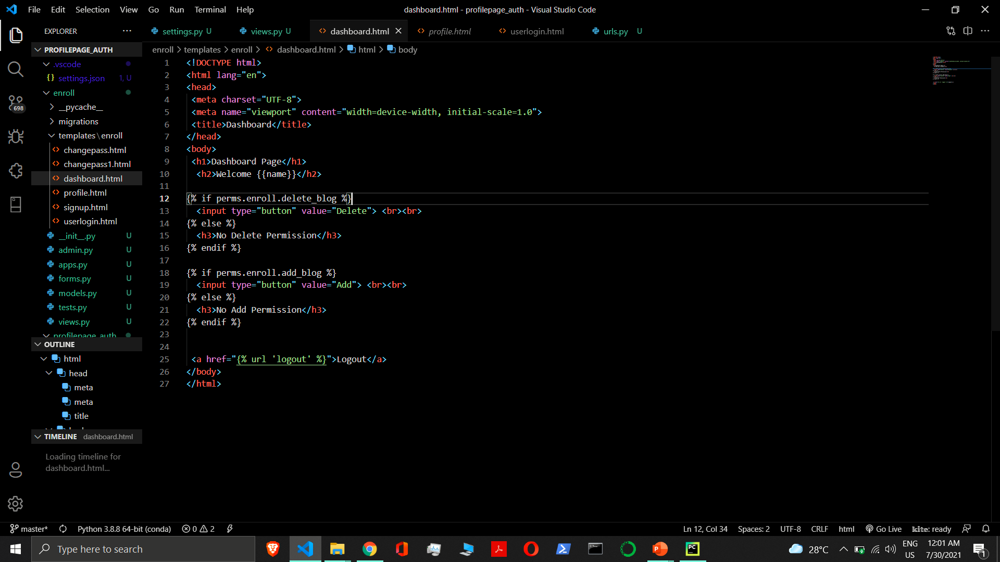 File Edit Selection View Go Run Terminal Help
dashboard.html - profilepage_auth - Visual Studio Code
EXPLORER
settings.py U
views.py U
dashboard.html
profile.html
userlogin.html
urls.py U
PROFILEPAGE_AUTH
.vscode
settings.json 1, U
enroll
__pycache__
migrations
templates\enroll
changepass.html
changepass1.html
dashboard.html
profile.html
signup.html
userlogin.html
__init__.py U
admin.py U
apps.py U
forms.py U
models.py U
tests.py U
views.py U
profilepage_auth
698
OUTLINE
html
head
meta
meta
title
TIMELINE dashboard.html
Loading timeline for
dashboard.html...
enroll > templates > enroll > dashboard.html > html > body
1 <!DOCTYPE html>
2 <html lang="en">
3 <head>
4 <meta charset="UTF-8">
5 <meta name="viewport" content="width=device-width, initial-scale=1.0">
6 <title>Dashboard</title>
7 </head>
8 <body>
9 <h1>Dashboard Page</h1>
10 <h2>Welcome {{name}}</h2>
11
12 {% if perms.enroll.delete_blog %}
13 <input type="button" value="Delete"> <br><br>
14 {% else %}
15 <h3>No Delete Permission</h3>
16 {% endif %}
17
18 {% if perms.enroll.add_blog %}
19 <input type="button" value="Add"> <br><br>
20 {% else %}
21 <h3>No Add Permission</h3>
22 {% endif %}
23
24
25 <a href="{% url 'logout' %}">Logout</a>
26 </body>
27 </html>
master* Python 3.8.8 64-bit (conda) 0 2
Ln 12, Col 34 Spaces: 2 UTF-8 CRLF html Go Live kite: ready
Type here to search
28°C
ENG
US
12:01 AM
7/30/2021
1